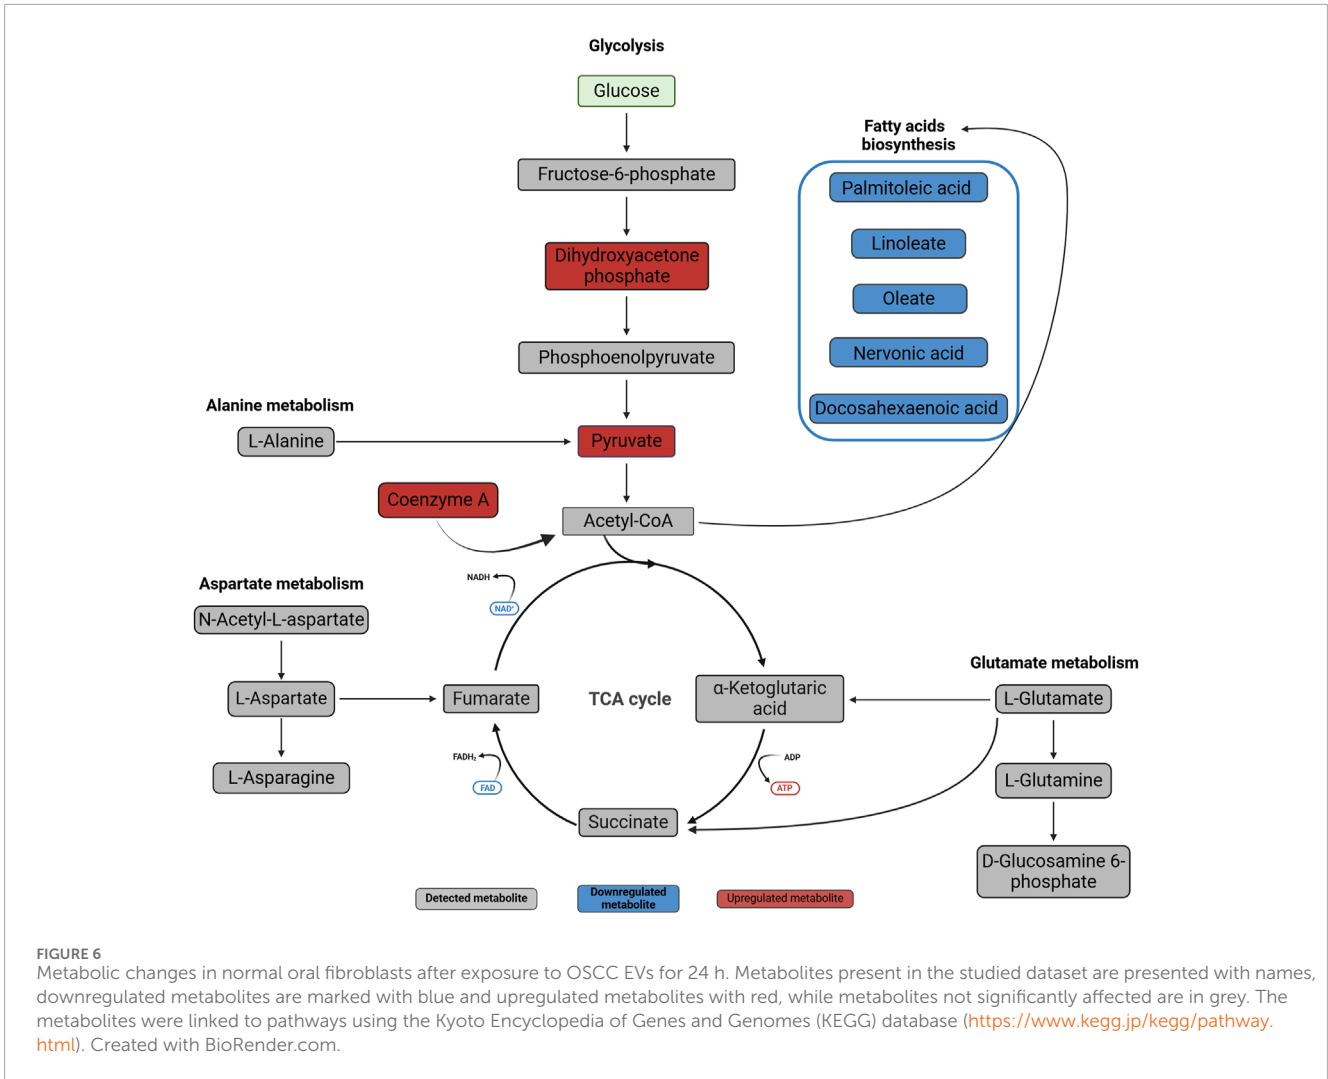 Glycolysis
Glucose
Fructose-6-phosphate
Dihydroxyacetone
phosphate
Phosphoenolpyruvate
Fatty acids
biosynthesis
Palmitoleic acid
Linoleate
Oleate
Nervonic acid
Docosahexaenoic acid
Alanine metabolism
L-Alanine
Pyruvate
Coenzyme A
Acetyl-CoA
Aspartate metabolism
N-Acetyl-L-aspartate
L-Aspartate
L-Asparagine
NADH
NAD⁺
Fumarate
TCA cycle
α-Ketoglutaric
acid
FADH₂
FAD
ADP
ATP
Succinate
Glutamate metabolism
L-Glutamate
L-Glutamine
D-Glucosamine 6-
phosphate
Detected metabolite
Downregulated
metabolite
Upregulated metabolite
FIGURE 6
Metabolic changes in normal oral fibroblasts after exposure to OSCC EVs for 24 h. Metabolites present in the studied dataset are presented with names,
downregulated metabolites are marked with blue and upregulated metabolites with red, while metabolites not significantly affected are in grey. The
metabolites were linked to pathways using the Kyoto Encyclopedia of Genes and Genomes (KEGG) database (https://www.kegg.jp/kegg/pathway.
html). Created with BioRender.com.